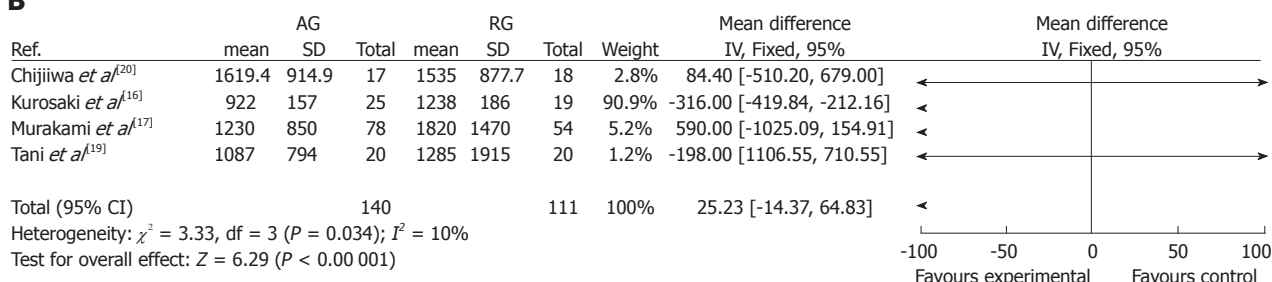 B
AG RG Mean difference Mean difference
Ref. mean SD Total mean SD Total Weight IV, Fixed, 95% IV, Fixed, 95%
Chijiiwa et al[20] 1619.4 914.9 17 1535 877.7 18 2.8% 84.40 [-510.20, 679.00]
Kurosaki et al[16] 922 157 25 1238 186 19 90.9% -316.00 [-419.84, -212.16]
Murakami et al[17] 1230 850 78 1820 1470 54 5.2% 590.00 [-1025.09, 154.91]
Tani et al[19] 1087 794 20 1285 1915 20 1.2% -198.00 [1106.55, 710.55]
Total (95% CI) 140 111 100% 25.23 [-14.37, 64.83]
Heterogeneity: χ² = 3.33, df = 3 (P = 0.034); I² = 10%
Test for overall effect: Z = 6.29 (P < 0.00 001)
-100 -50 0 50 100
Favours experimental Favours control